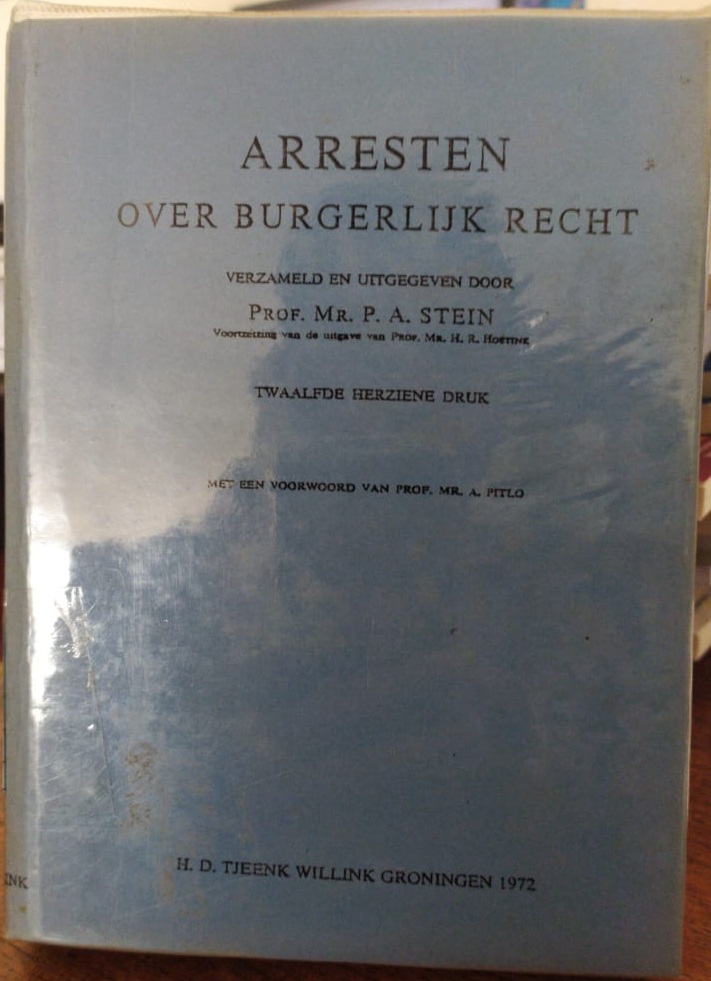 ARRESTEN
OVER BURGERLIJK RECHT
VERZAMELD EN UITGEGEVEN DOOR
PROF. MR. P. A. STEIN
Voortzetting van de uitgave van PROF. MR. H. R. HOETINK
TWAALFDE HERZIENE DRUK
MET EEN VOORWOORD VAN PROF. MR. A. PITLO
H. D. TJEENK WILLINK GRONINGEN 1972